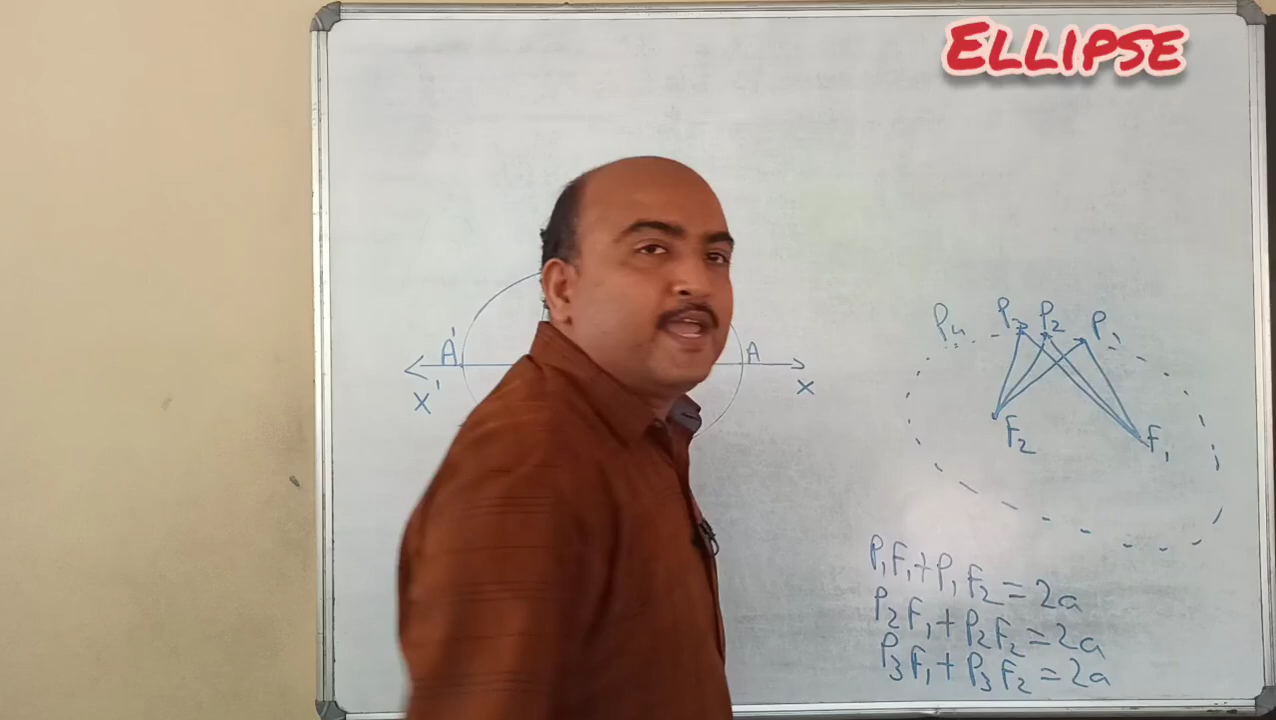 ELLIPSE
P₄ P₃ P₂ P₁
A' A
X' X
F₂ F₁
P₁F₁+P₁F₂=2a
P₂F₁+P₂F₂=2a
P₃F₁+P₃F₂=2a